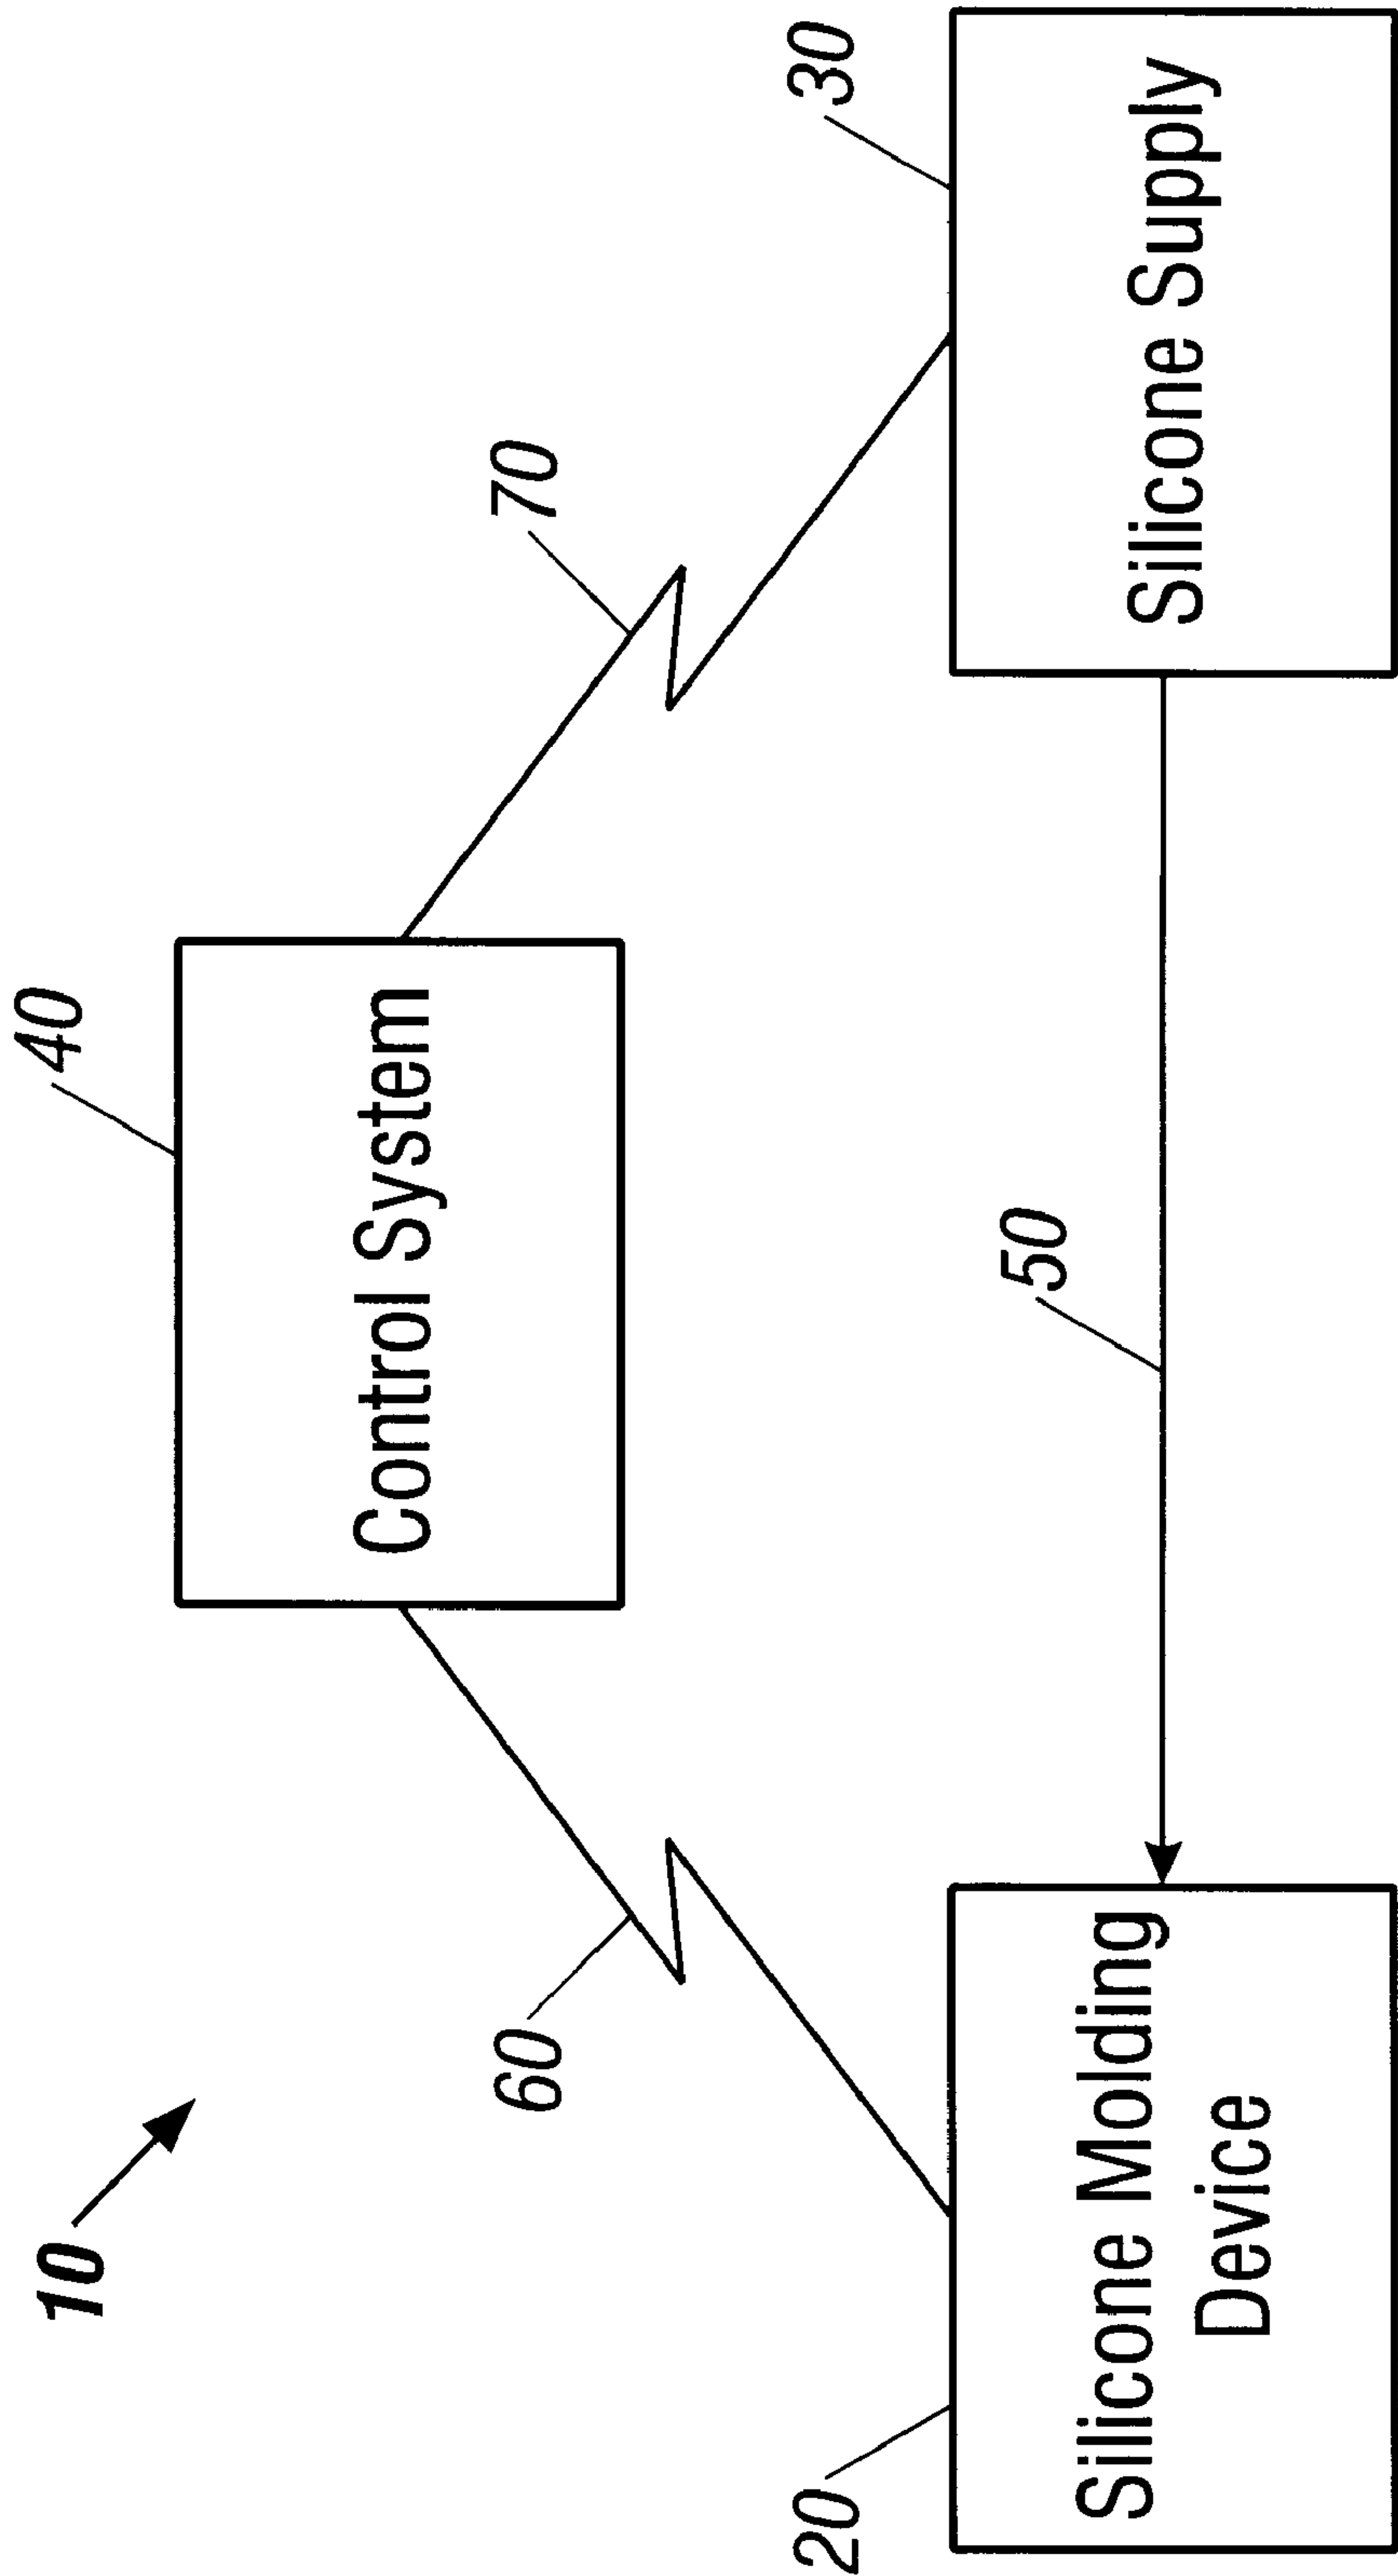 10
40
Control System
60
70
20
Silicone Molding
Device
50
30
Silicone Supply